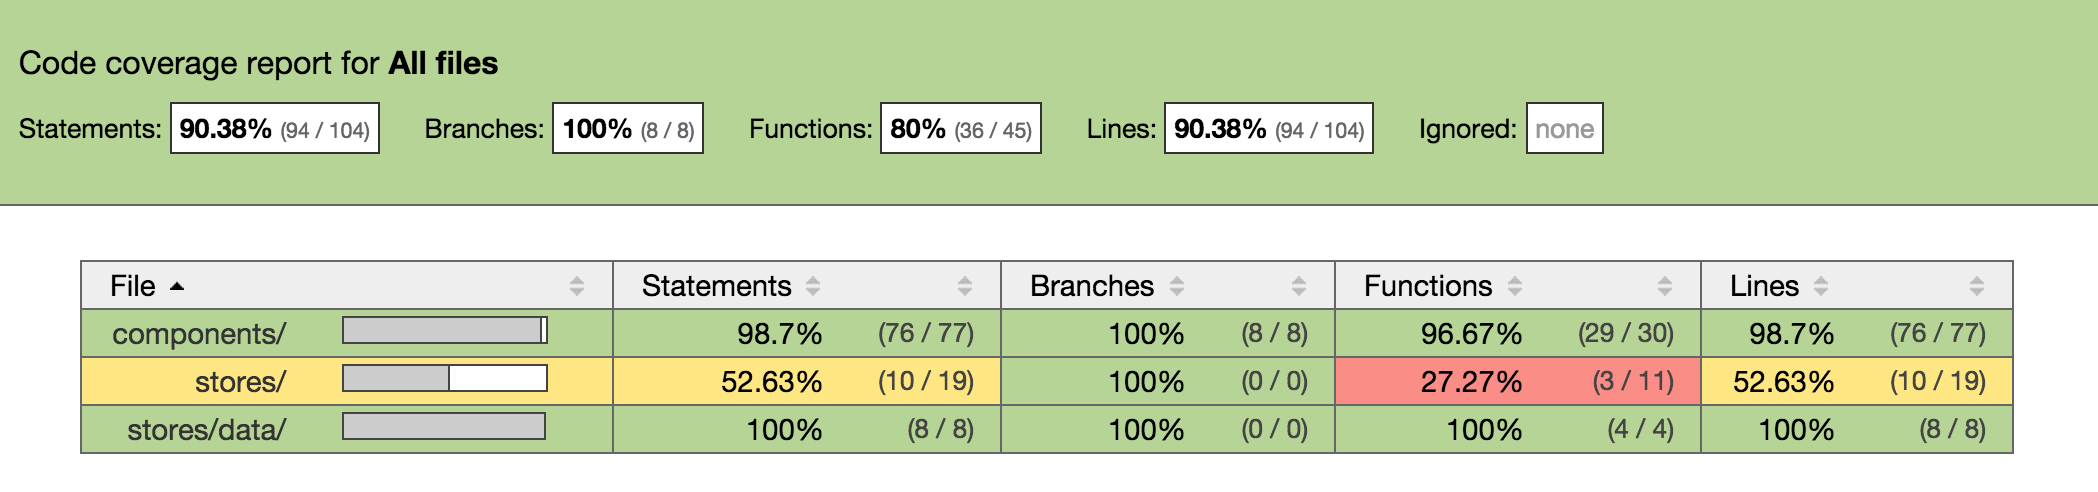 Code coverage report for All files
Statements: 90.38% (94 / 104) Branches: 100% (8 / 8) Functions: 80% (36 / 45) Lines: 90.38% (94 / 104) Ignored: none
File Statements Branches Functions Lines
components/ 98.7% (76 / 77) 100% (8 / 8) 96.67% (29 / 30) 98.7% (76 / 77)
stores/ 52.63% (10 / 19) 100% (0 / 0) 27.27% (3 / 11) 52.63% (10 / 19)
stores/data/ 100% (8 / 8) 100% (0 / 0) 100% (4 / 4) 100% (8 / 8)